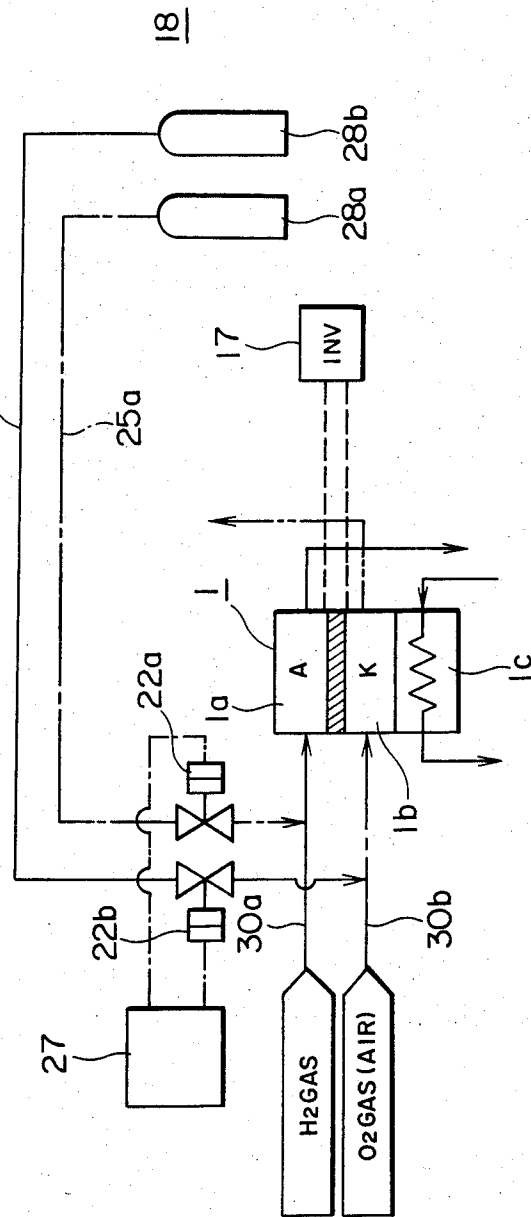 18
28b
28a
25a
17
INV
1
1a
A
K
1b
1c
22a
22b
27
30a
30b
H2GAS
O2GAS(AIR)